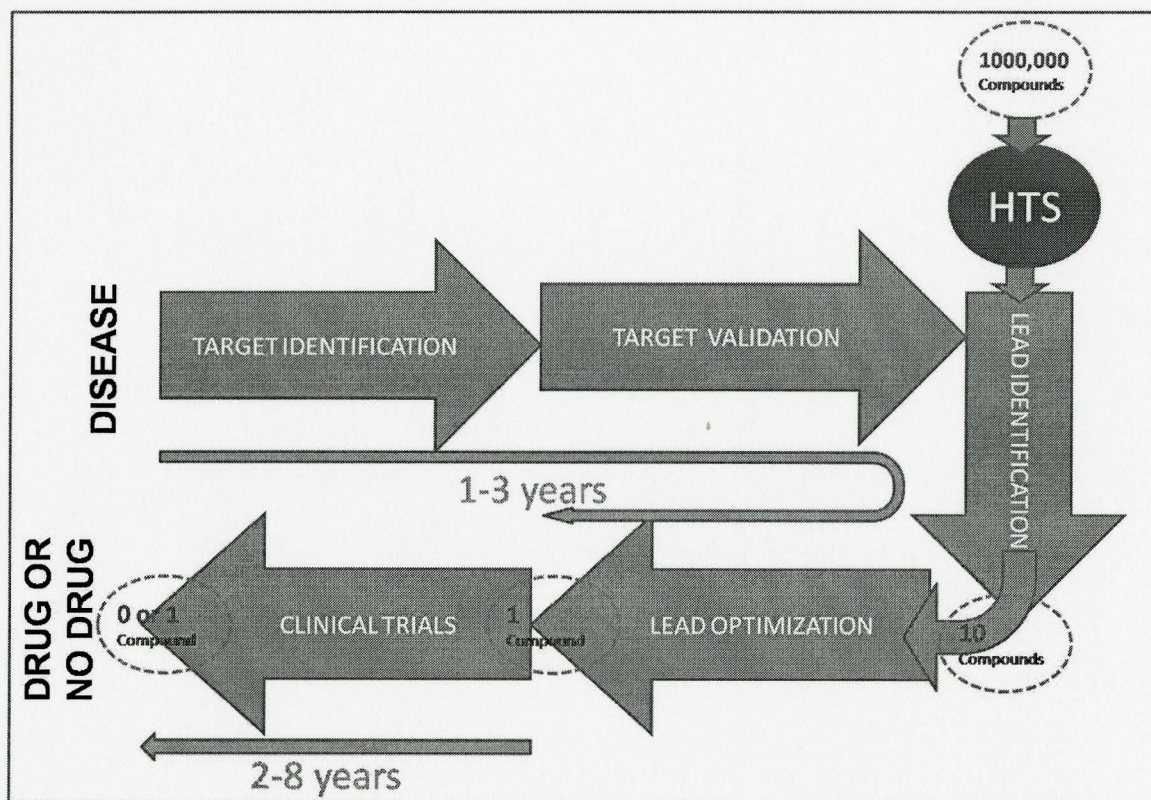 1000,000
Compounds
HTS
DISEASE
TARGET IDENTIFICATION
TARGET VALIDATION
LEAD IDENTIFICATION
1-3 years
DRUG OR
NO DRUG
0 or 1
Compound
CLINICAL TRIALS
1
Compound
LEAD OPTIMIZATION
10
Compounds
2-8 years